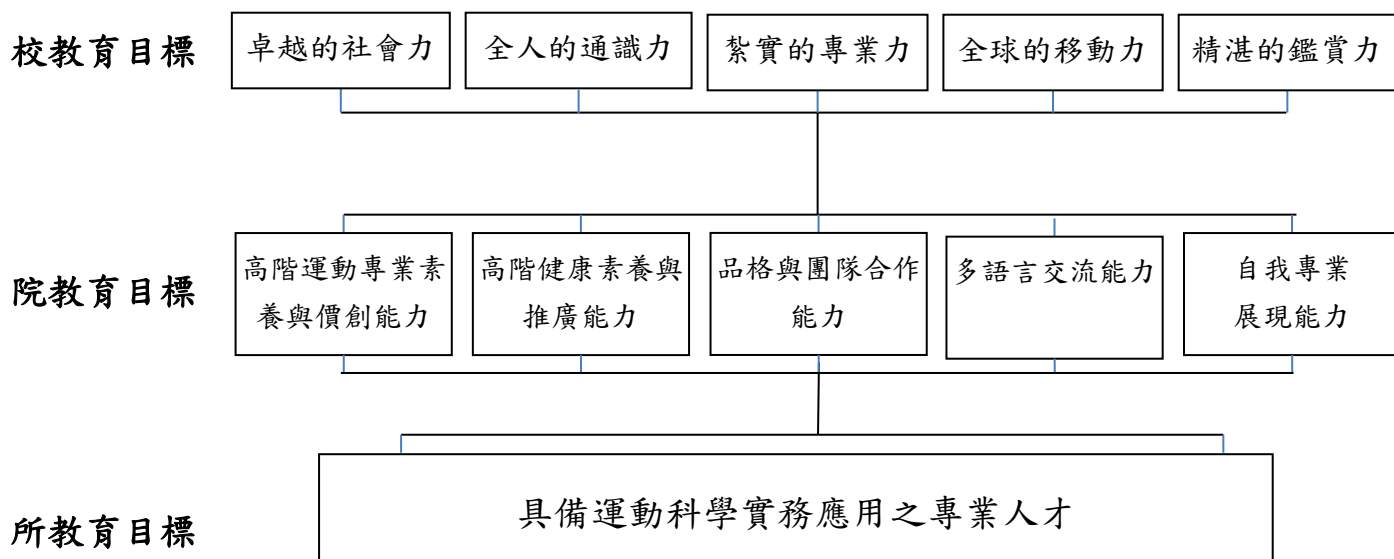 校教育目標
卓越的社會力
全人的通識力
紮實的專業力
全球的移動力
精湛的鑑賞力
院教育目標
高階運動專業素
養與價創能力
高階健康素養與
推廣能力
品格與團隊合作
能力
多語言交流能力
自我專業
展現能力
所教育目標
具備運動科學實務應用之專業人才